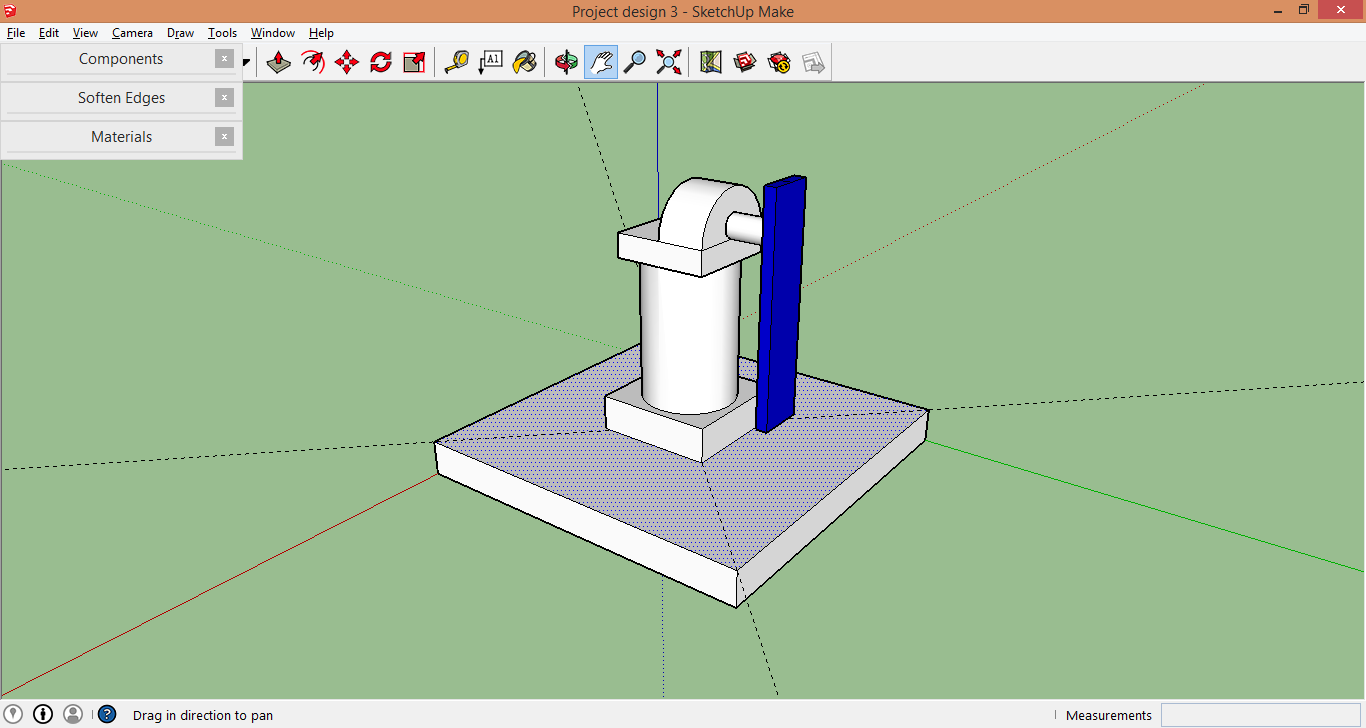 Project design 3 - SketchUp Make
File Edit View Camera Draw Tools Window Help
Components
A1
Soften Edges
Materials
Drag in direction to pan
Measurements